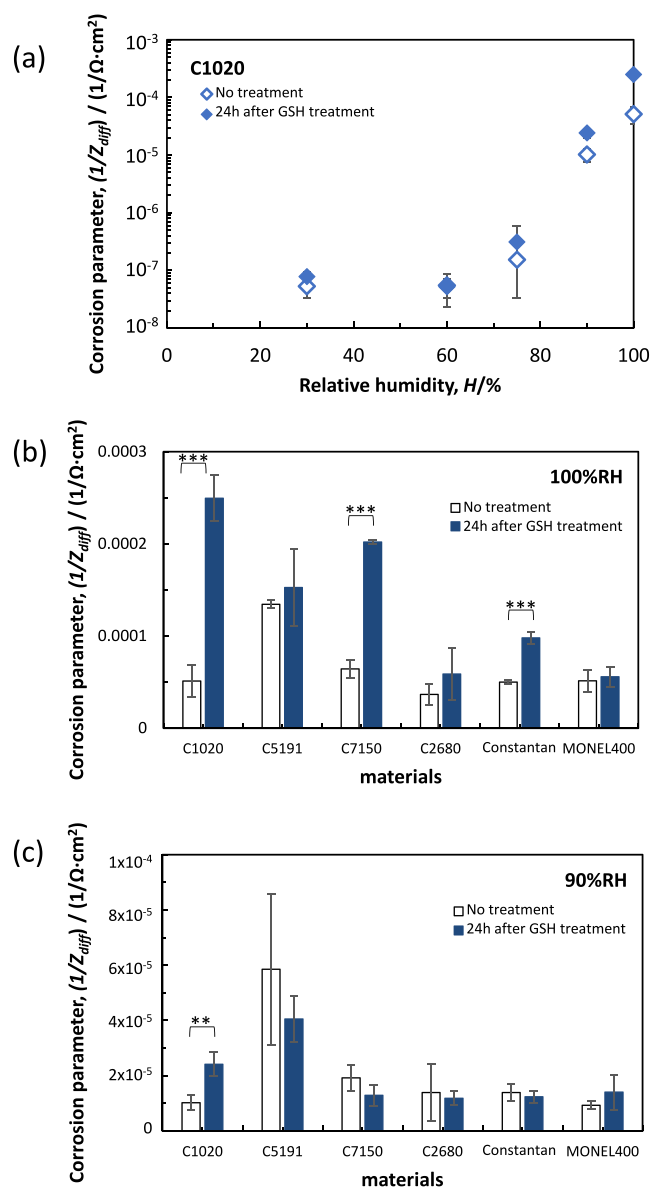 (a)
Corrosion parameter, (1/Z_diff) / (1/Ω·cm²)
10⁻³
10⁻⁴
10⁻⁵
10⁻⁶
10⁻⁷
10⁻⁸
C1020
No treatment
24h after GSH treatment
0 20 40 60 80 100
Relative humidity, H/%
(b)
Corrosion parameter, (1/Z_diff) / (1/Ω·cm²)
0.0003
0.0002
0.0001
0
100%RH
No treatment
24h after GSH treatment
***
***
***
C1020 C5191 C7150 C2680 Constantan MONEL400
materials
(c)
Corrosion parameter, (1/Z_diff) / (1/Ω·cm²)
1x10⁻⁴
8x10⁻⁵
6x10⁻⁵
4x10⁻⁵
2x10⁻⁵
0
90%RH
No treatment
24h after GSH treatment
**
C1020 C5191 C7150 C2680 Constantan MONEL400
materials